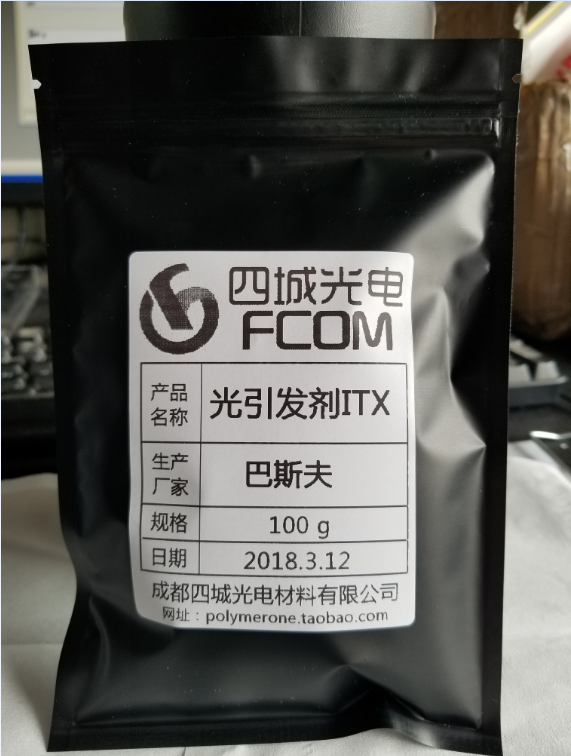 四城光电
FCOM
产品名称 光引发剂ITX
生产厂家 巴斯夫
规格 100 g
日期 2018.3.12
成都四城光电材料有限公司
网址：polymerone.taobao.com